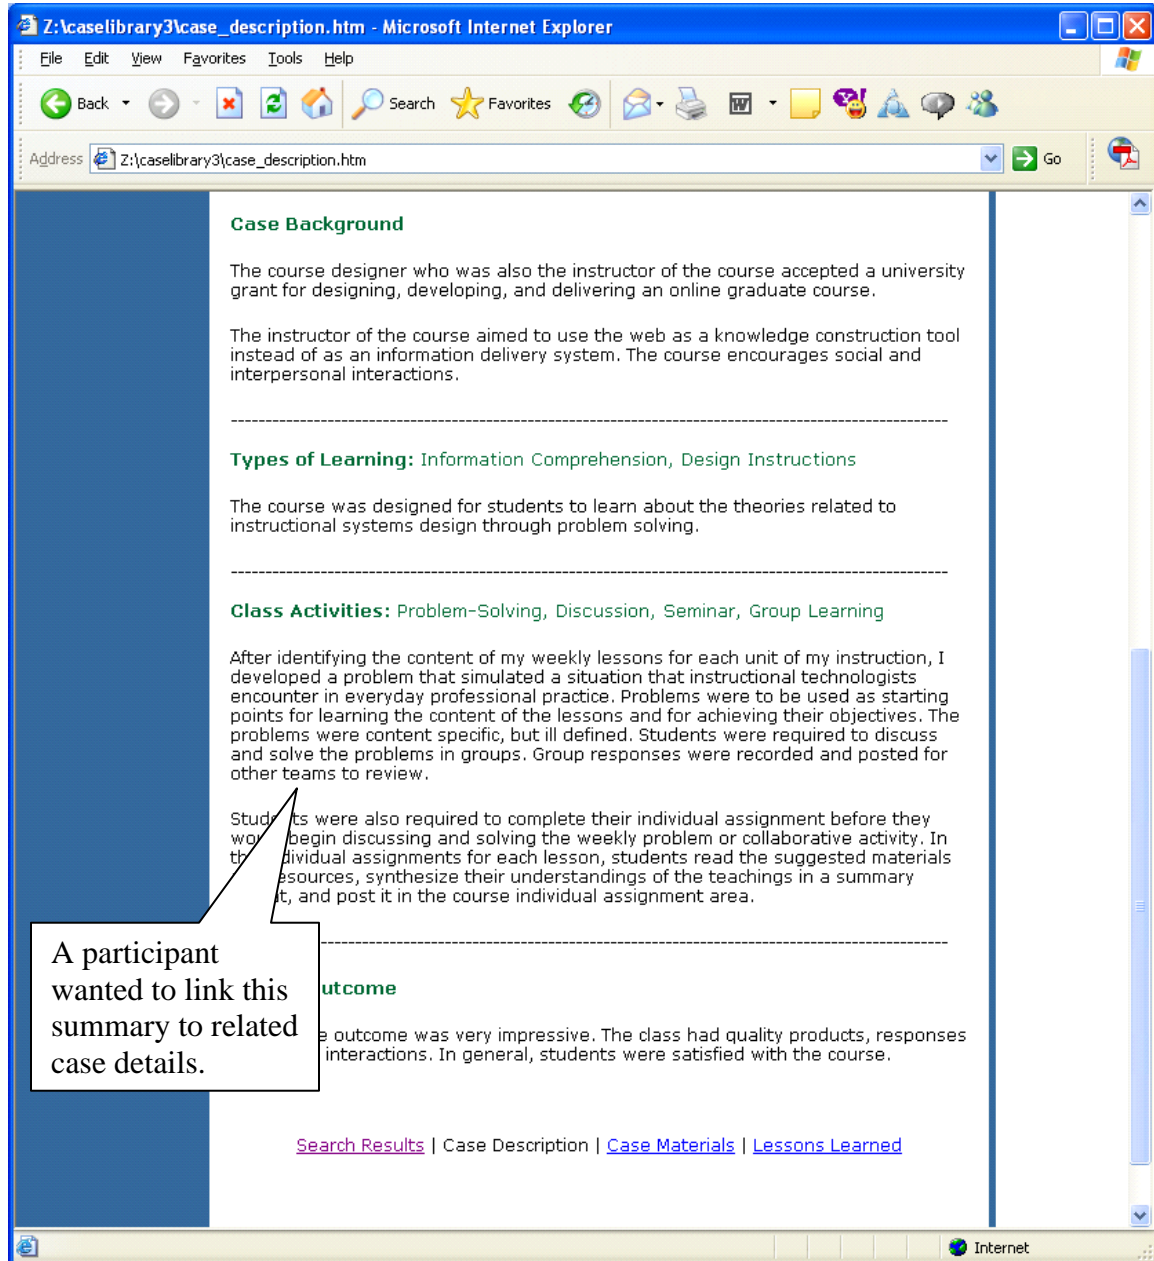 Z:\caselibrary3\case_description.htm - Microsoft Internet Explorer
File Edit View Favorites Tools Help
Back Search Favorites
Address Z:\caselibrary3\case_description.htm Go
Case Background
The course designer who was also the instructor of the course accepted a university
grant for designing, developing, and delivering an online graduate course.
The instructor of the course aimed to use the web as a knowledge construction tool
instead of as an information delivery system. The course encourages social and
interpersonal interactions.
Types of Learning: Information Comprehension, Design Instructions
The course was designed for students to learn about the theories related to
instructional systems design through problem solving.
Class Activities: Problem-Solving, Discussion, Seminar, Group Learning
After identifying the content of my weekly lessons for each unit of my instruction, I
developed a problem that simulated a situation that instructional technologists
encounter in everyday professional practice. Problems were to be used as starting
points for learning the content of the lessons and for achieving their objectives. The
problems were content specific, but ill defined. Students were required to discuss
and solve the problems in groups. Group responses were recorded and posted for
other teams to review.
Students were also required to complete their individual assignment before they
begin discussing and solving the weekly problem or collaborative activity. In
individual assignments for each lesson, students read the suggested materials
resources, synthesize their understandings of the teachings in a summary
and post it in the course individual assignment area.
A participant
wanted to link this
summary to related
case details.
utcome
outcome was very impressive. The class had quality products, responses
interactions. In general, students were satisfied with the course.
Search Results | Case Description | Case Materials | Lessons Learned
Internet